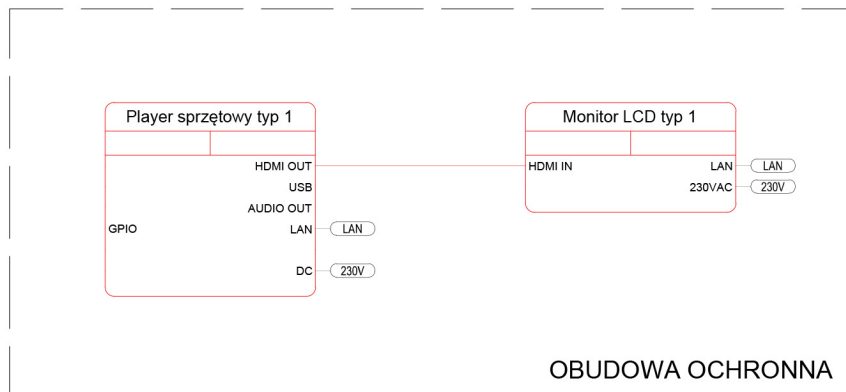 Player sprzętowy typ 1
Monitor LCD typ 1
HDMI OUT
HDMI IN
LAN
LAN
USB
230VAC
230V
AUDIO OUT
GPIO
LAN
LAN
DC
230V
OBUDOWA OCHRONNA